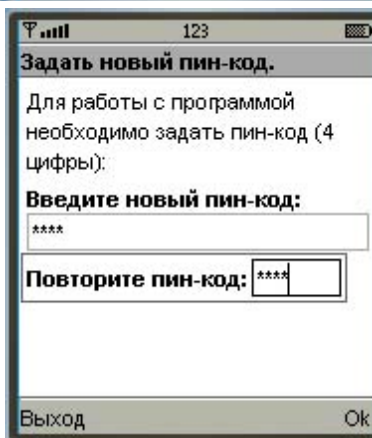 123
Задать новый пин-код.
Для работы с программой
необходимо задать пин-код (4
цифры):
Введите новый пин-код:
****
Повторите пин-код: ****
Выход Ok